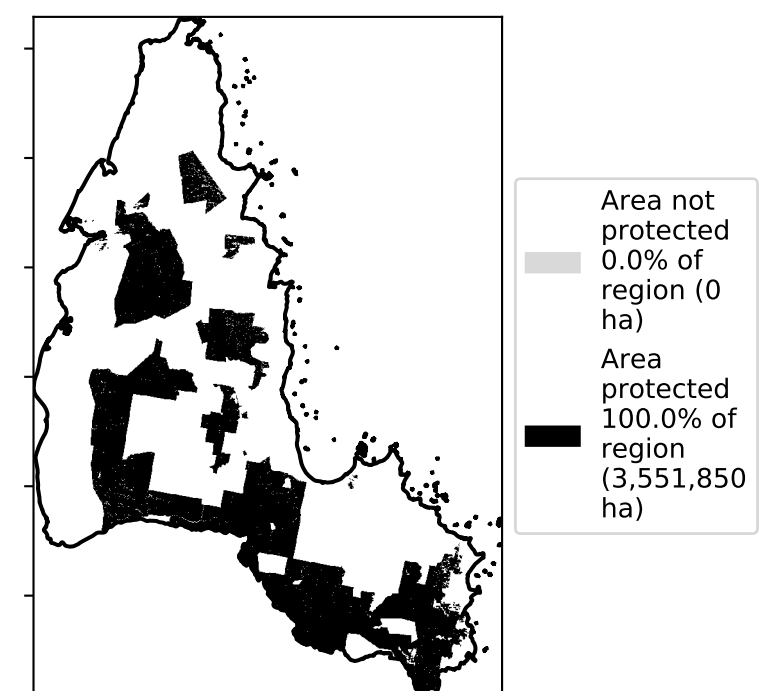 Area not
protected
0.0% of
region (0
ha)
Area
protected
100.0% of
region
(3,551,850
ha)